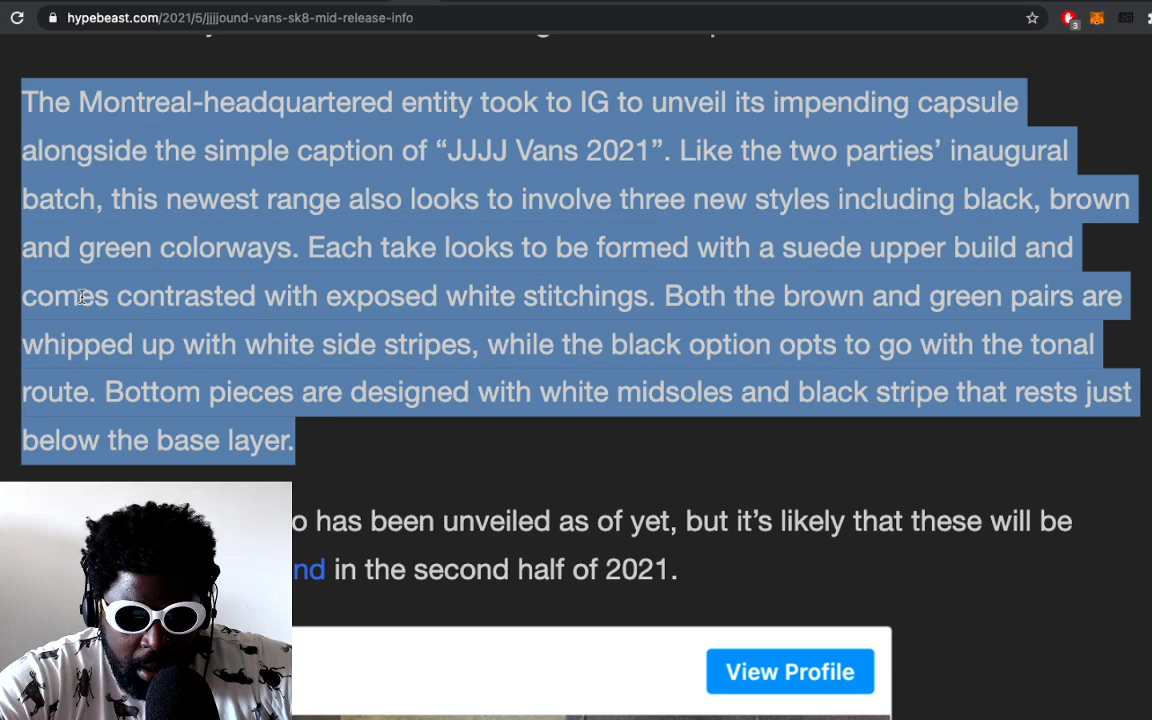 hypebeast.com/2021/5/jjjjound-vans-sk8-mid-release-info
3
The Montreal-headquartered entity took to IG to unveil its impending capsule
alongside the simple caption of “JJJJ Vans 2021”. Like the two parties’ inaugural
batch, this newest range also looks to involve three new styles including black, brown
and green colorways. Each take looks to be formed with a suede upper build and
comes contrasted with exposed white stitchings. Both the brown and green pairs are
whipped up with white side stripes, while the black option opts to go with the tonal
route. Bottom pieces are designed with white midsoles and black stripe that rests just
below the base layer.
o has been unveiled as of yet, but it’s likely that these will be
nd in the second half of 2021.
View Profile